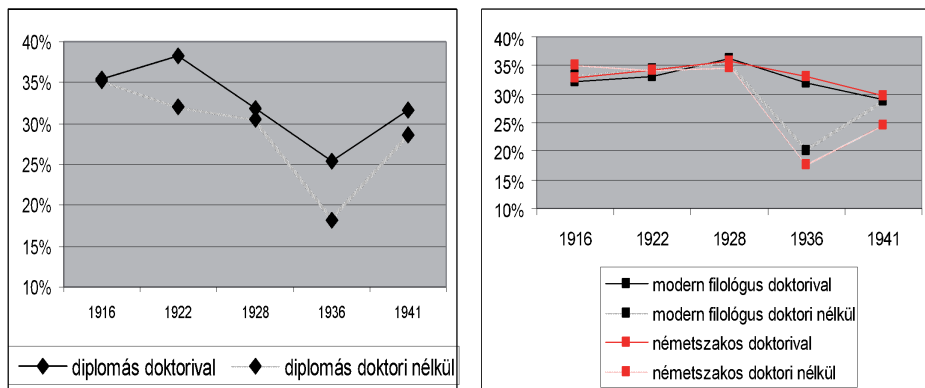 40%
35%
30%
25%
20%
15%
10%
1916 1922 1928 1936 1941
diplomás doktorival diplomás doktori nélkül
40%
35%
30%
25%
20%
15%
10%
1916 1922 1928 1936 1941
modern filológus doktorival
modern filológus doktori nélkül
németszakos doktorival
németszakos doktori nélkül